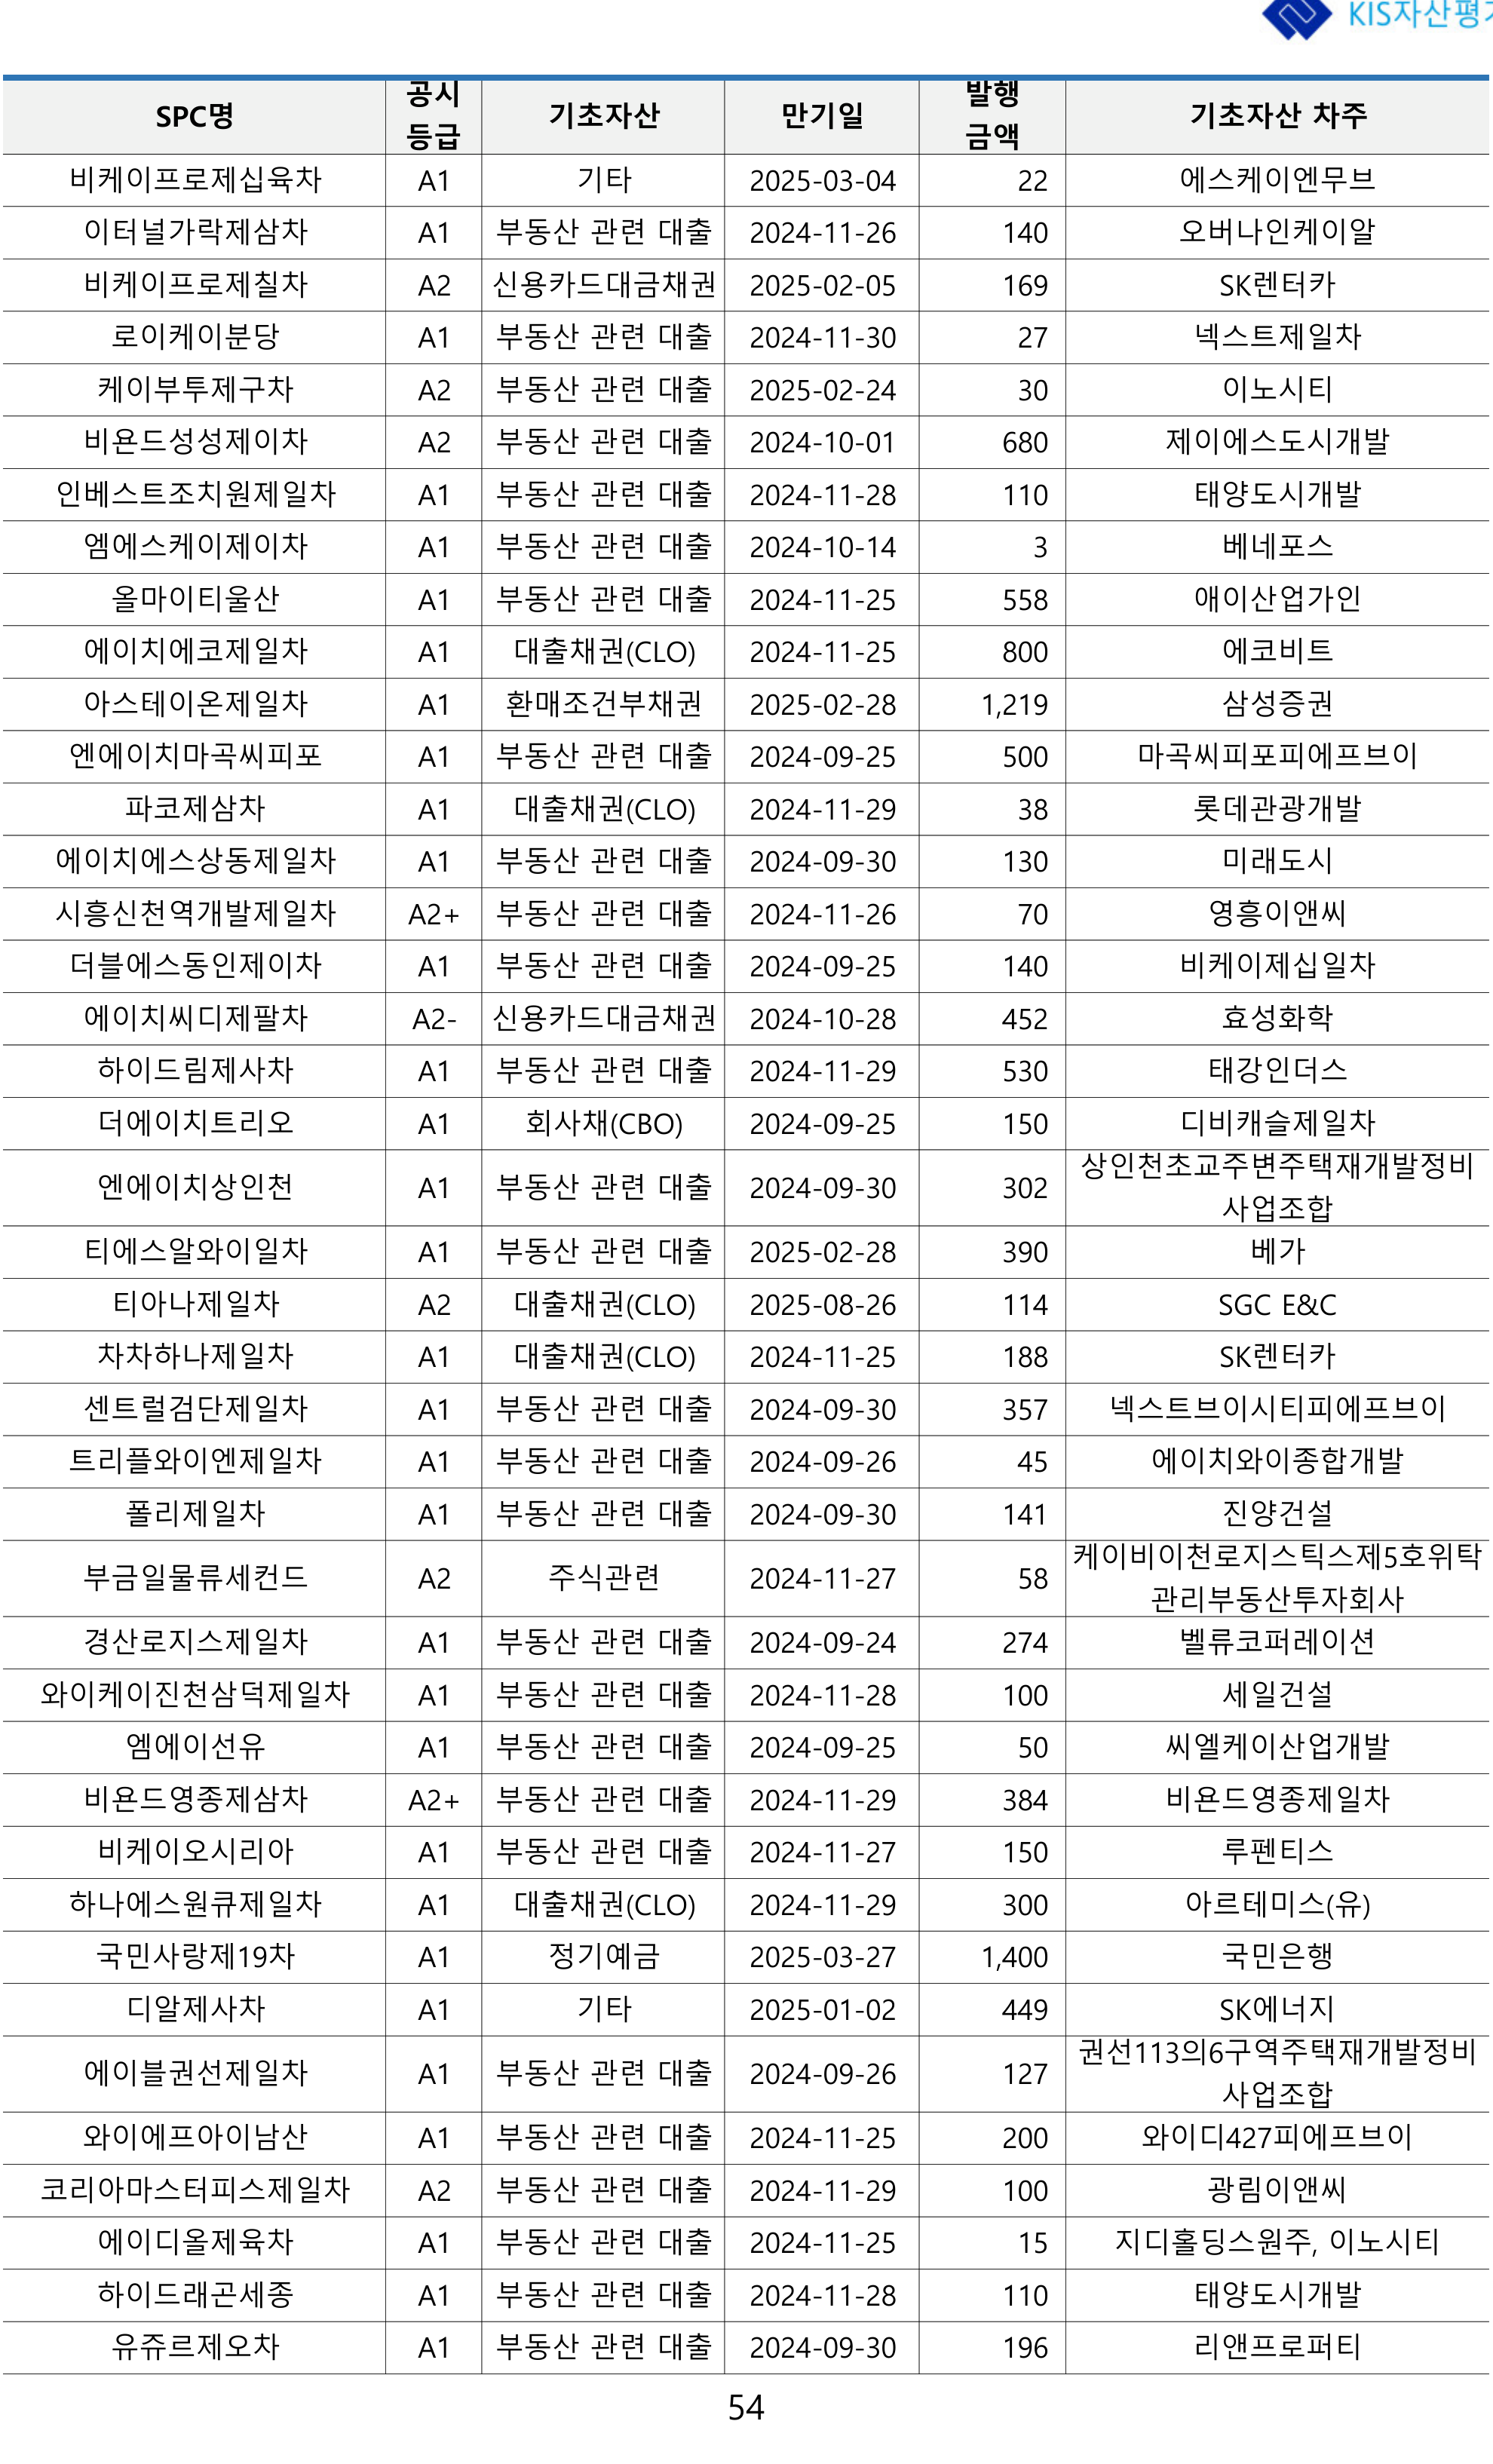 KIS자산평가
SPC명 공시 등급 기초자산 만기일 발행 금액 기초자산 차주
비케이프로제십육차 A1 기타 2025-03-04 22 에스케이엔무브
이터널가락제삼차 A1 부동산 관련 대출 2024-11-26 140 오버나인케이알
비케이프로제칠차 A2 신용카드대금채권 2025-02-05 169 SK렌터카
로이케이분당 A1 부동산 관련 대출 2024-11-30 27 넥스트제일차
케이부투제구차 A2 부동산 관련 대출 2025-02-24 30 이노시티
비욘드성성제이차 A2 부동산 관련 대출 2024-10-01 680 제이에스도시개발
인베스트조치원제일차 A1 부동산 관련 대출 2024-11-28 110 태양도시개발
엠에스케이제이차 A1 부동산 관련 대출 2024-10-14 3 베네포스
올마이티울산 A1 부동산 관련 대출 2024-11-25 558 애이산업가인
에이치에코제일차 A1 대출채권(CLO) 2024-11-25 800 에코비트
아스테이온제일차 A1 환매조건부채권 2025-02-28 1,219 삼성증권
엔에이치마곡씨피포 A1 부동산 관련 대출 2024-09-25 500 마곡씨피포피에프브이
파코제삼차 A1 대출채권(CLO) 2024-11-29 38 롯데관광개발
에이치에스상동제일차 A1 부동산 관련 대출 2024-09-30 130 미래도시
시흥신천역개발제일차 A2+ 부동산 관련 대출 2024-11-26 70 영흥이앤씨
더블에스동인제이차 A1 부동산 관련 대출 2024-09-25 140 비케이제십일차
에이치씨디제팔차 A2- 신용카드대금채권 2024-10-28 452 효성화학
하이드림제사차 A1 부동산 관련 대출 2024-11-29 530 태강인더스
더에이치트리오 A1 회사채(CBO) 2024-09-25 150 디비캐슬제일차
엔에이치상인천 A1 부동산 관련 대출 2024-09-30 302 상인천초교주변주택재개발정비
사업조합
티에스알와이일차 A1 부동산 관련 대출 2025-02-28 390 베가
티아나제일차 A2 대출채권(CLO) 2025-08-26 114 SGC E&C
차차하나제일차 A1 대출채권(CLO) 2024-11-25 188 SK렌터카
센트럴검단제일차 A1 부동산 관련 대출 2024-09-30 357 넥스트브이시티피에프브이
트리플와이엔제일차 A1 부동산 관련 대출 2024-09-26 45 에이치와이종합개발
폴리제일차 A1 부동산 관련 대출 2024-09-30 141 진양건설
부금일물류세컨드 A2 주식관련 2024-11-27 58 케이비이천로지스틱스제5호위탁
관리부동산투자회사
경산로지스제일차 A1 부동산 관련 대출 2024-09-24 274 벨류코퍼레이션
와이케이진천삼덕제일차 A1 부동산 관련 대출 2024-11-28 100 세일건설
엠에이선유 A1 부동산 관련 대출 2024-09-25 50 씨엘케이산업개발
비욘드영종제삼차 A2+ 부동산 관련 대출 2024-11-29 384 비욘드영종제일차
비케이오시리아 A1 부동산 관련 대출 2024-11-27 150 루펜티스
하나에스원큐제일차 A1 대출채권(CLO) 2024-11-29 300 아르테미스(유)
국민사랑제19차 A1 정기예금 2025-03-27 1,400 국민은행
디알제사차 A1 기타 2025-01-02 449 SK에너지
에이블권선제일차 A1 부동산 관련 대출 2024-09-26 127 권선113의6구역주택재개발정비
사업조합
와이에프아이남산 A1 부동산 관련 대출 2024-11-25 200 와이디427피에프브이
코리아마스터피스제일차 A2 부동산 관련 대출 2024-11-29 100 광림이앤씨
에이디올제육차 A1 부동산 관련 대출 2024-11-25 15 지디홀딩스원주, 이노시티
하이드래곤세종 A1 부동산 관련 대출 2024-11-28 110 태양도시개발
유쥬르제오차 A1 부동산 관련 대출 2024-09-30 196 리앤프로퍼티
54